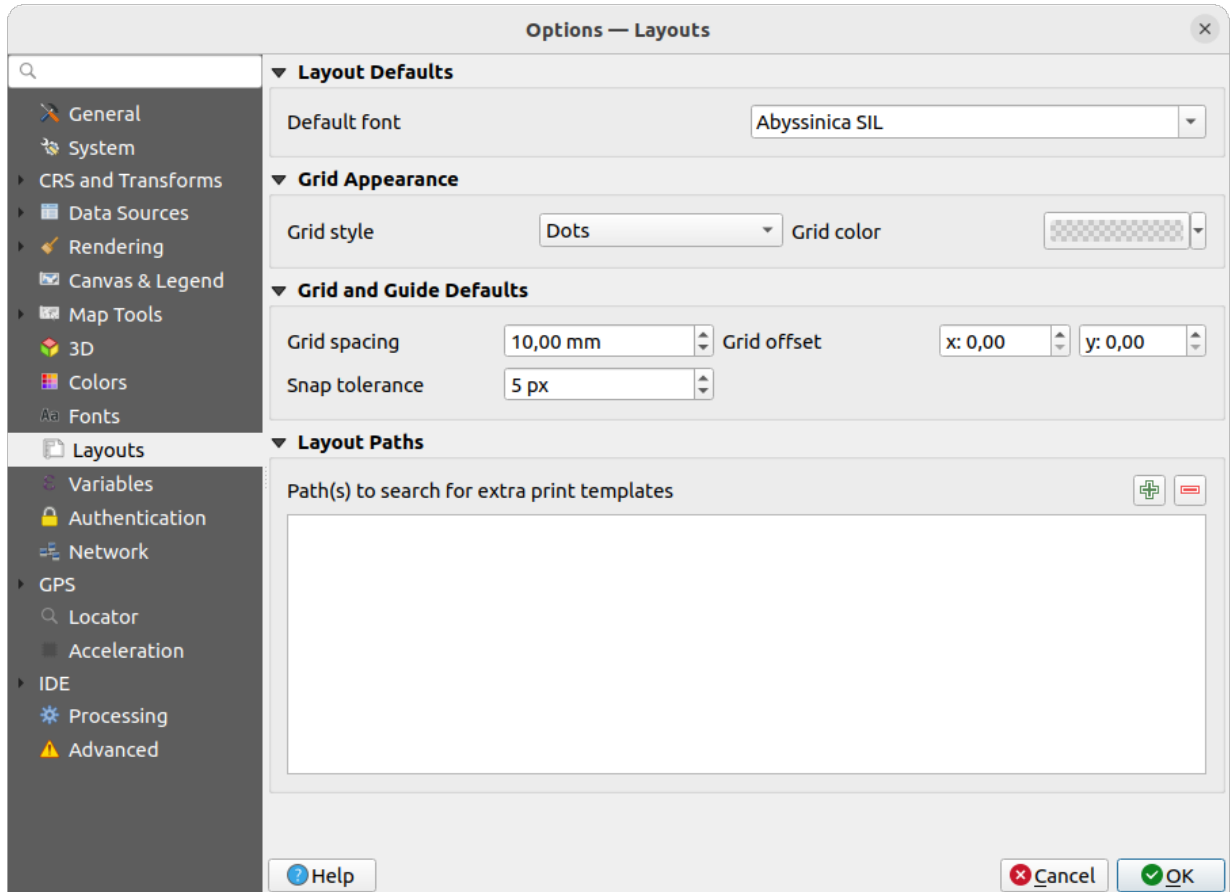 Options — Layouts
General
System
CRS and Transforms
Data Sources
Rendering
Canvas & Legend
Map Tools
3D
Colors
Aa Fonts
Layouts
Variables
Authentication
Network
GPS
Locator
Acceleration
IDE
Processing
Advanced
Layout Defaults
Default font Abyssinica SIL
Grid Appearance
Grid style Dots Grid color
Grid and Guide Defaults
Grid spacing 10,00 mm Grid offset x: 0,00 y: 0,00
Snap tolerance 5 px
Layout Paths
Path(s) to search for extra print templates
Help Cancel OK